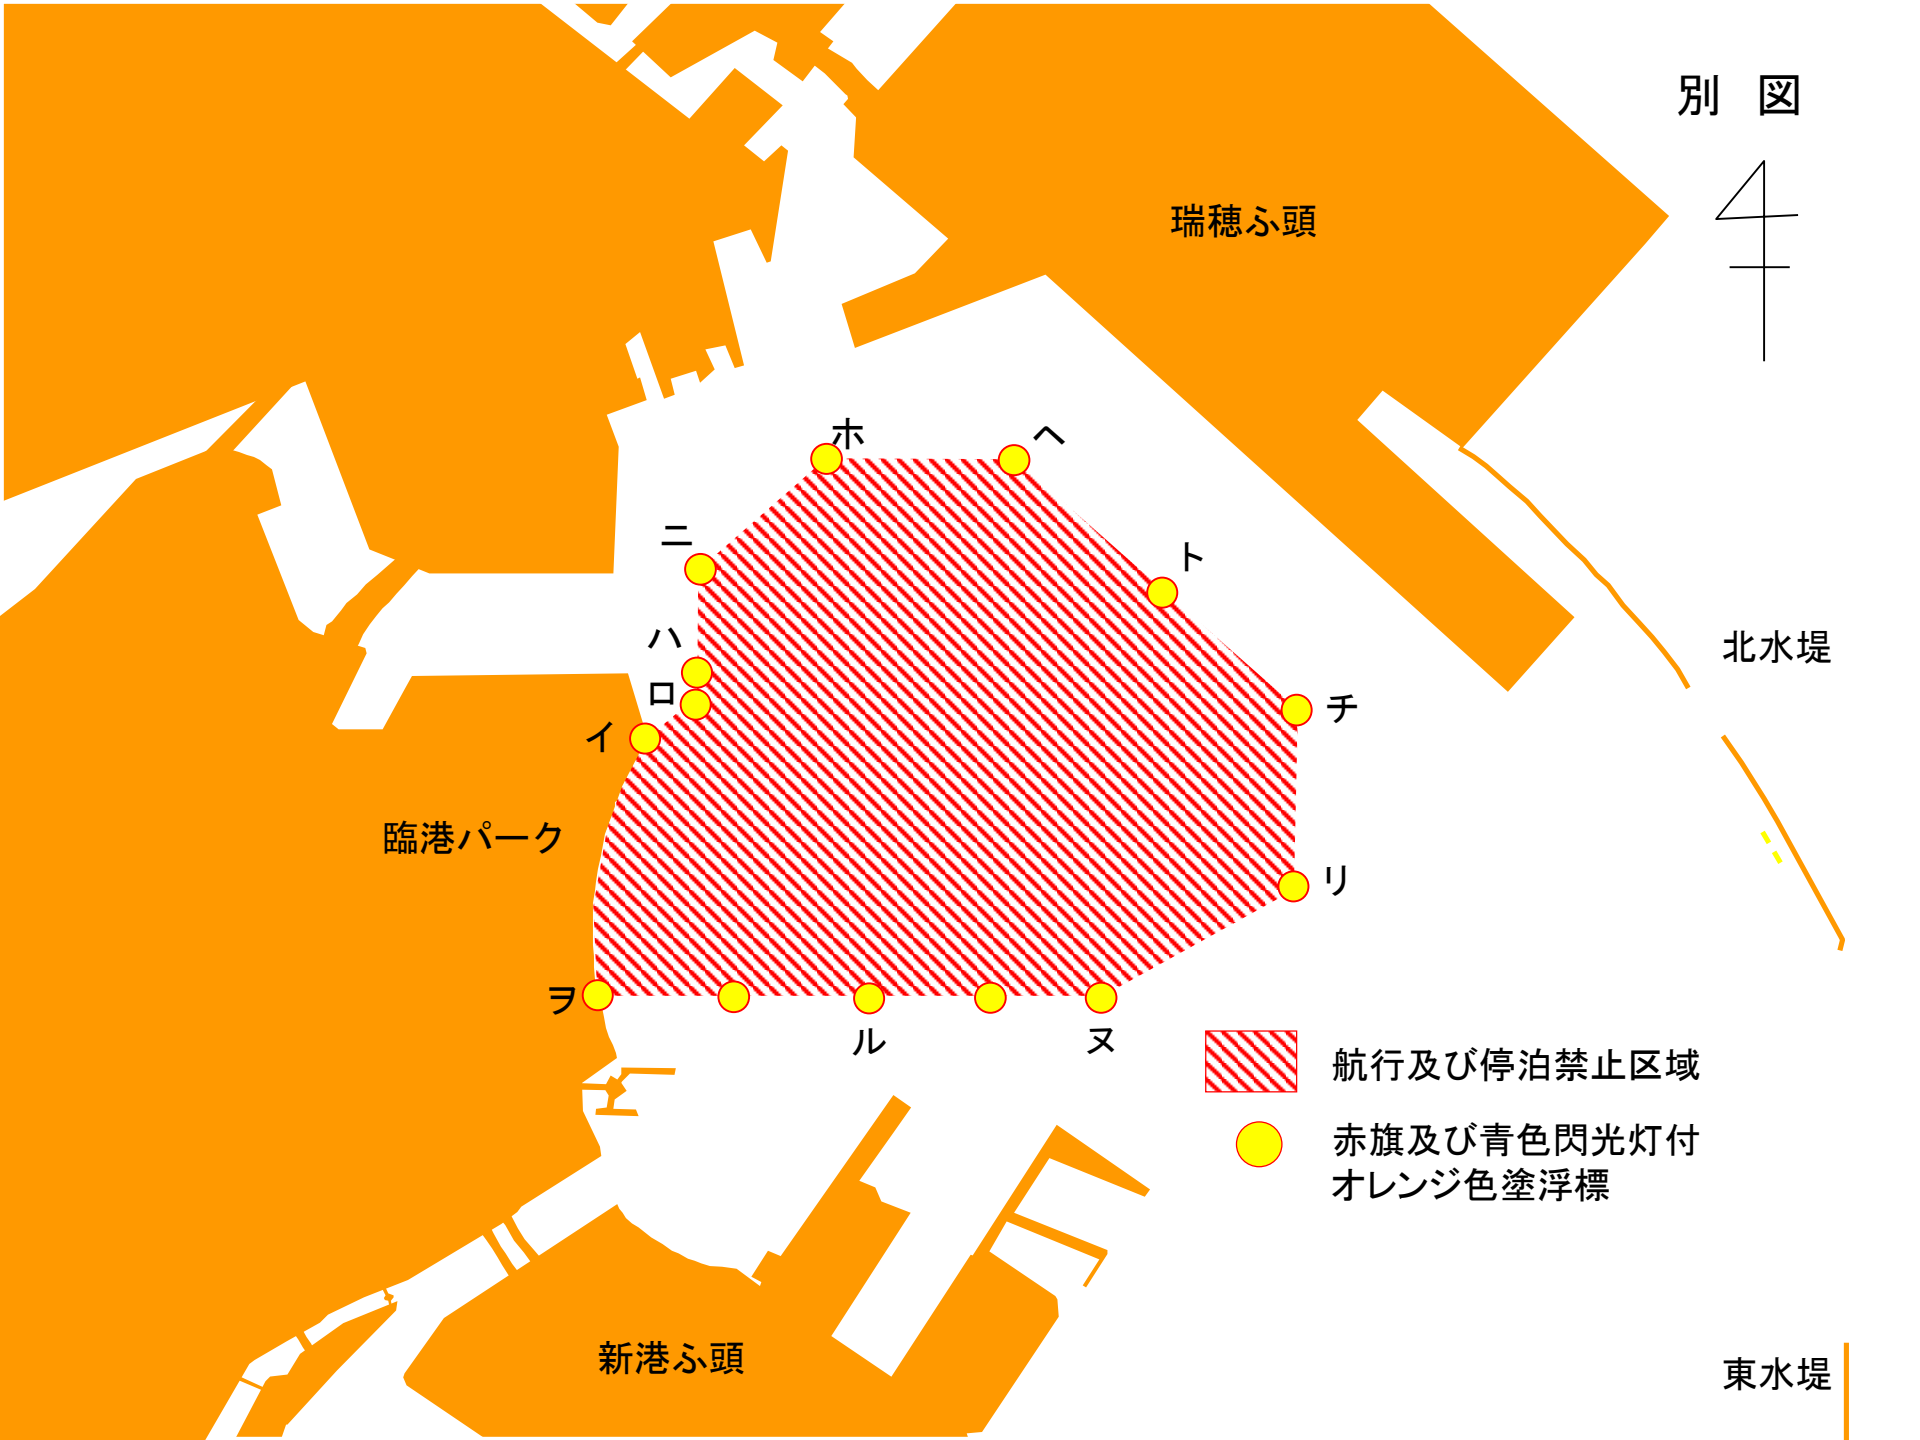 別　図
瑞穂ふ頭
ホ
ヘ
ニ
ト
ハ
北水堤
ロ
チ
イ
臨港パーク
リ
ヲ
ル
ヌ
航行及び停泊禁止区域
赤旗及び青色閃光灯付
オレンジ色塗浮標
新港ふ頭
東水堤